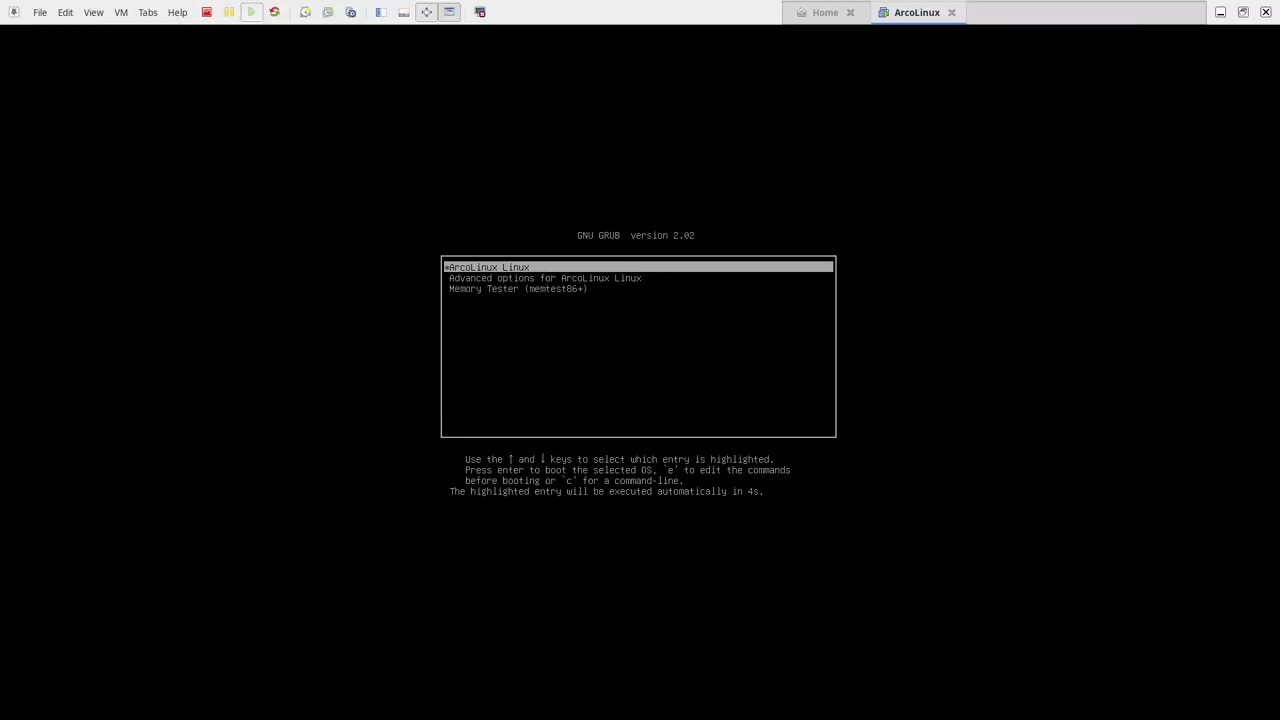 File Edit View VM Tabs Help Home ArcoLinux
GNU GRUB version 2.02
*ArcoLinux Linux
Advanced options for ArcoLinux Linux
Memory Tester (memtest86+)
Use the ↑ and ↓ keys to select which entry is highlighted.
Press enter to boot the selected OS, `e' to edit the commands
before booting or `c' for a command-line.
The highlighted entry will be executed automatically in 4s.